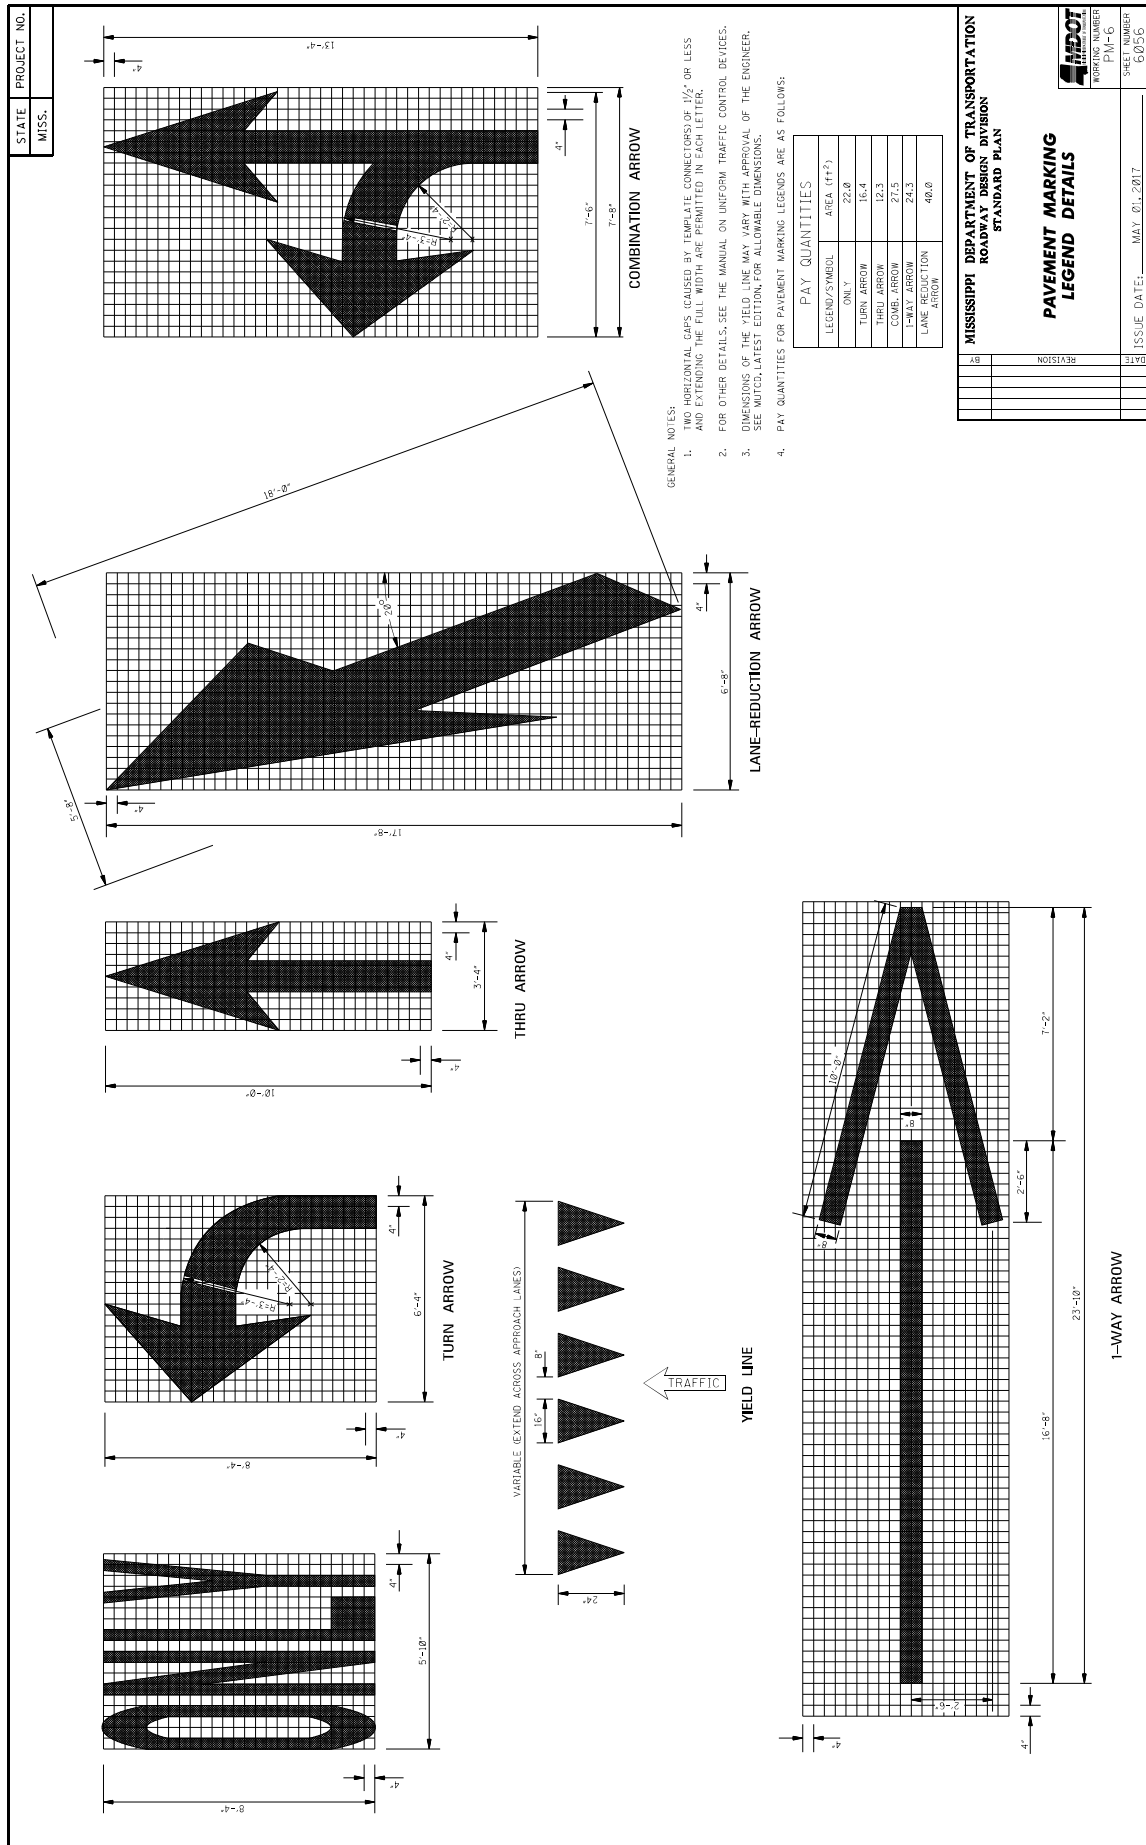 STATE
PROJECT NO.
MISS.
8'-4"
4"
4"
5'-10"
8'-4"
4"
R=3'-4"
R=2'-4"
4"
6'-4"
TURN ARROW
10'-0"
4"
4"
3'-4"
THRU ARROW
5'-8"
18'-0"
4"
17'-8"
20°
4"
6'-8"
LANE-REDUCTION ARROW
13'-4"
4"
R=3'-4"
R=2'-4"
4"
7'-6"
7'-8"
COMBINATION ARROW
VARIABLE (EXTEND ACROSS APPROACH LANES)
24"
16"
8"
TRAFFIC
YIELD LINE
4"
4"
2'-6"
8"
10'-0"
8"
2'-6"
7'-2"
16'-8"
23'-10"
1-WAY ARROW
GENERAL NOTES:
1. TWO HORIZONTAL GAPS (CAUSED BY TEMPLATE CONNECTORS) OF 1½" OR LESS
AND EXTENDING THE FULL WIDTH ARE PERMITTED IN EACH LETTER.
2. FOR OTHER DETAILS, SEE THE MANUAL ON UNIFORM TRAFFIC CONTROL DEVICES.
3. DIMENSIONS OF THE YIELD LINE MAY VARY WITH APPROVAL OF THE ENGINEER.
SEE MUTCD, LATEST EDITION, FOR ALLOWABLE DIMENSIONS.
4. PAY QUANTITIES FOR PAVEMENT MARKING LEGENDS ARE AS FOLLOWS:
PAY QUANTITIES
LEGEND/SYMBOL AREA (ft²)
ONLY 22.0
TURN ARROW 16.4
THRU ARROW 12.3
COMB. ARROW 27.5
1-WAY ARROW 24.3
LANE REDUCTION ARROW 40.0
BY
REVISION
DATE
MISSISSIPPI DEPARTMENT OF TRANSPORTATION
ROADWAY DESIGN DIVISION
STANDARD PLAN
PAVEMENT MARKING
LEGEND DETAILS
ISSUE DATE: MAY 01, 2017
MDOT
WORKING NUMBER
PM-6
SHEET NUMBER
6056
ONLY